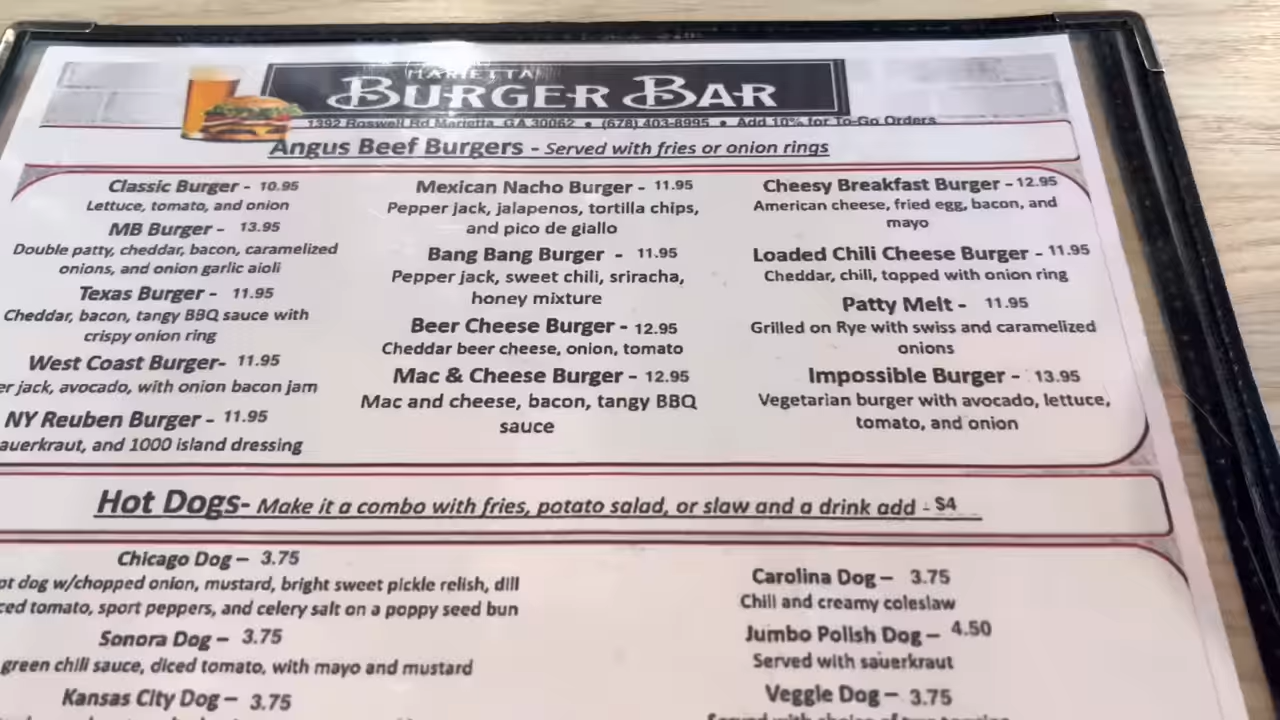 MARIETTA
BURGER BAR
1392 Roswell Rd Marietta, GA 30062 • (678) 403-8995 • Add 10% for To-Go Orders
Angus Beef Burgers - Served with fries or onion rings
Classic Burger - 10.95
Lettuce, tomato, and onion
MB Burger - 13.95
Double patty, cheddar, bacon, caramelized
onions, and onion garlic aioli
Texas Burger - 11.95
Cheddar, bacon, tangy BBQ sauce with
crispy onion ring
West Coast Burger- 11.95
jack, avocado, with onion bacon jam
NY Reuben Burger - 11.95
and 1000 island dressing
Mexican Nacho Burger - 11.95
Pepper jack, jalapenos, tortilla chips,
and pico de giallo
Bang Bang Burger - 11.95
Pepper jack, sweet chili, sriracha,
honey mixture
Beer Cheese Burger - 12.95
Cheddar beer cheese, onion, tomato
Mac & Cheese Burger - 12.95
Mac and cheese, bacon, tangy BBQ
sauce
Cheesy Breakfast Burger - 12.95
American cheese, fried egg, bacon, and
mayo
Loaded Chili Cheese Burger - 11.95
Cheddar, chill, topped with onion ring
Patty Melt - 11.95
Grilled on Rye with swiss and caramelized
onions
Impossible Burger - 13.95
Vegetarian burger with avocado, lettuce,
tomato, and onion
Hot Dogs- Make it a combo with fries, potato salad, or slaw and a drink add - $4
Chicago Dog – 3.75
dog w/chopped onion, mustard, bright sweet pickle relish, dill
tomato, sport peppers, and celery salt on a poppy seed bun
Sonora Dog – 3.75
green chili sauce, diced tomato, with mayo and mustard
Kansas City Dog – 3.75
Carolina Dog – 3.75
Chill and creamy coleslaw
Jumbo Polish Dog – 4.50
Served with sauerkraut
Veggle Dog – 3.75